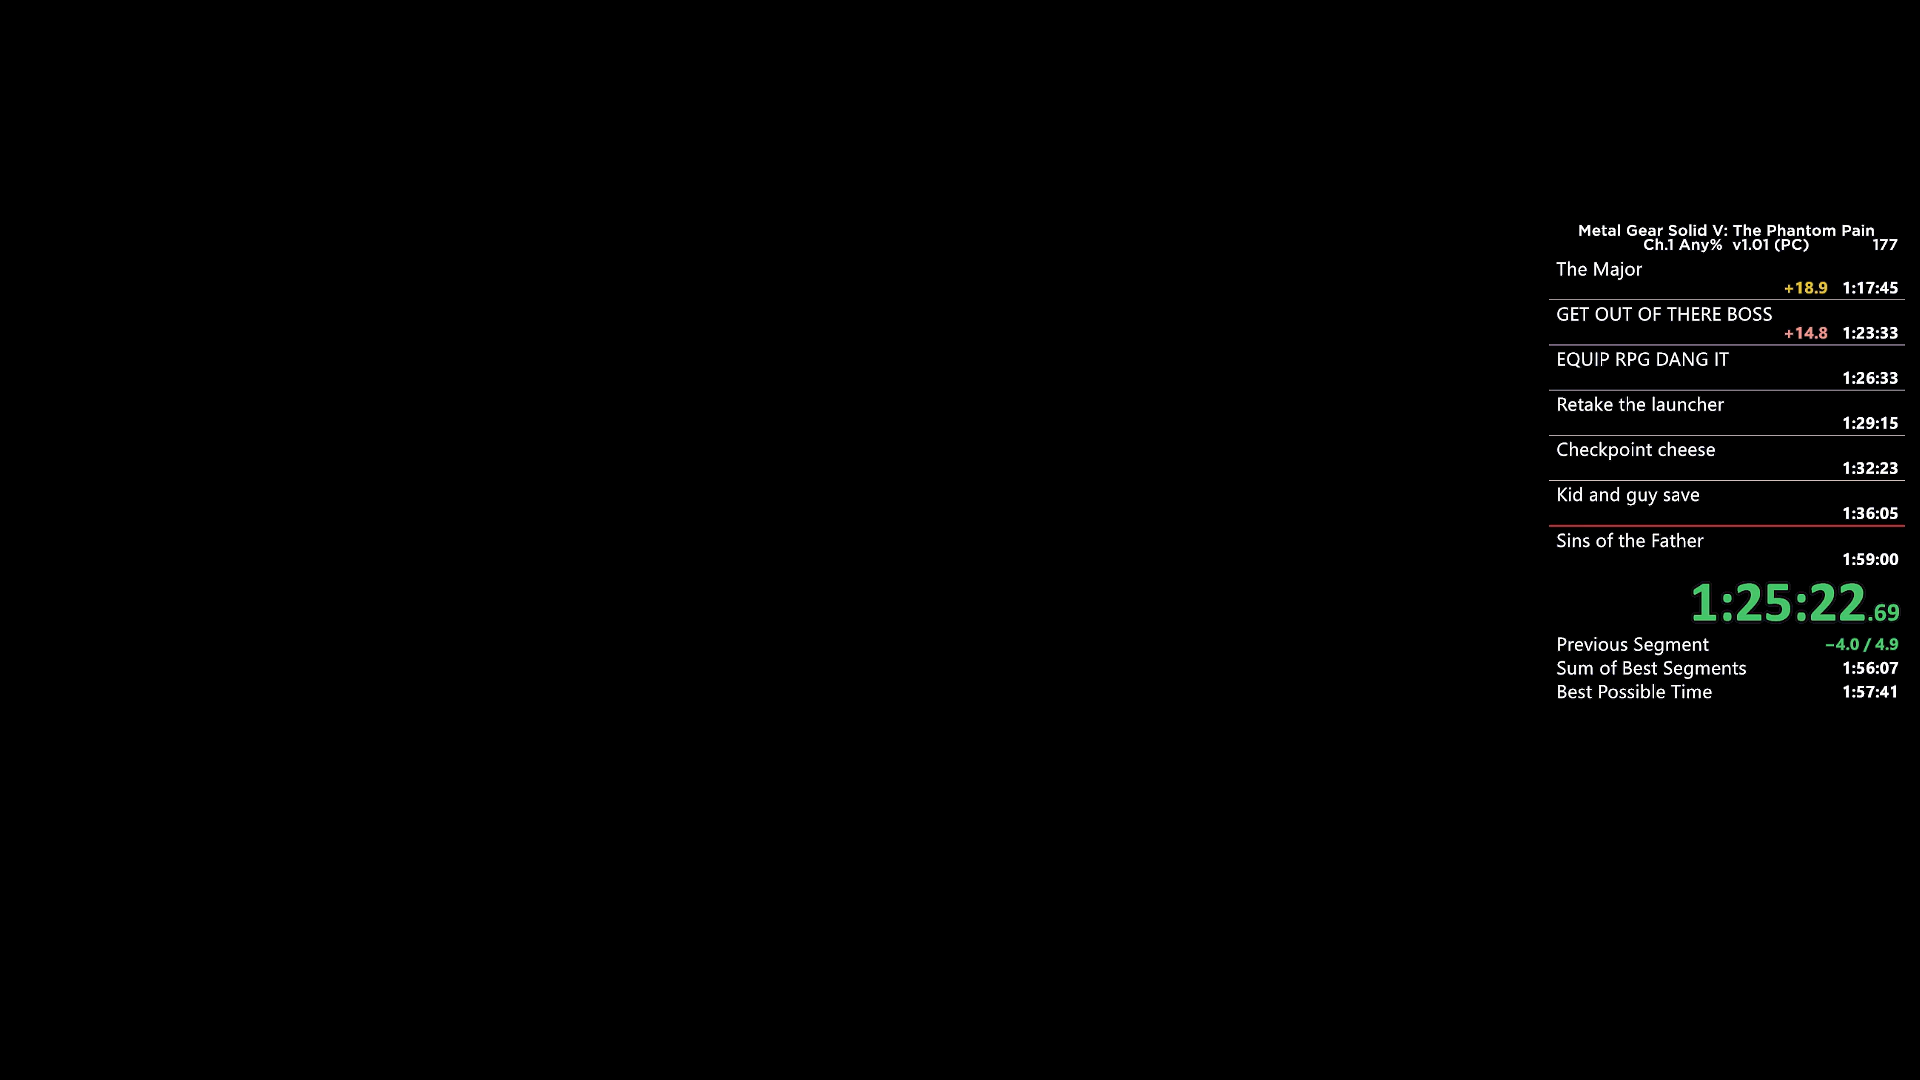 Metal Gear Solid V: The Phantom Pain
Ch.1 Any% v1.01 (PC) 177
The Major
+18.9 1:17:45
GET OUT OF THERE BOSS
+14.8 1:23:33
EQUIP RPG DANG IT
1:26:33
Retake the launcher
1:29:15
Checkpoint cheese
1:32:23
Kid and guy save
1:36:05
Sins of the Father
1:59:00
1:25:22.69
Previous Segment −4.0 / 4.9
Sum of Best Segments 1:56:07
Best Possible Time 1:57:41